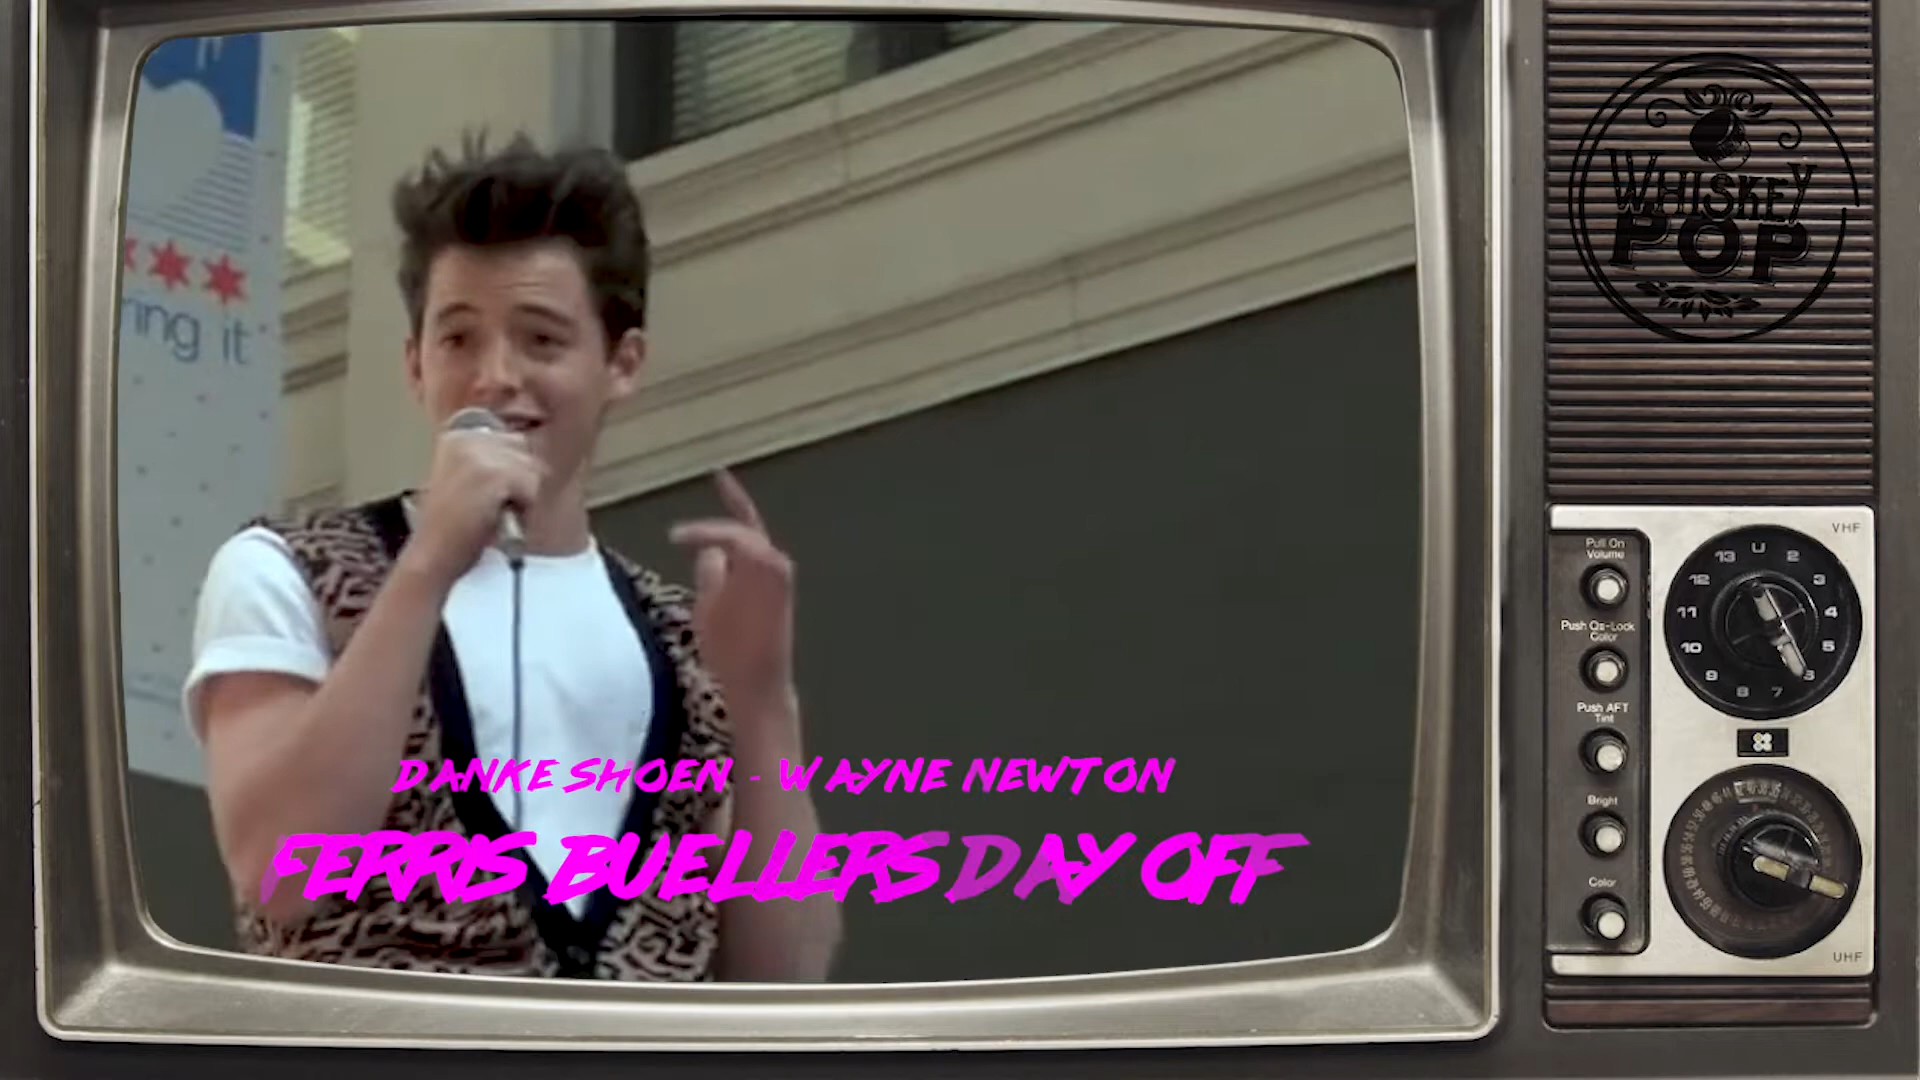 ring it
DANKE SHOEN - WAYNE NEWTON
FERRIS BUELLERS DAY OFF
WHISKEY
POP
VHF
Pull On
Volume
Push Qs-Lock
Color
Push AFT
Tint
Bright
Color
U
2
3
4
5
6
7
8
9
10
11
12
13
UHF